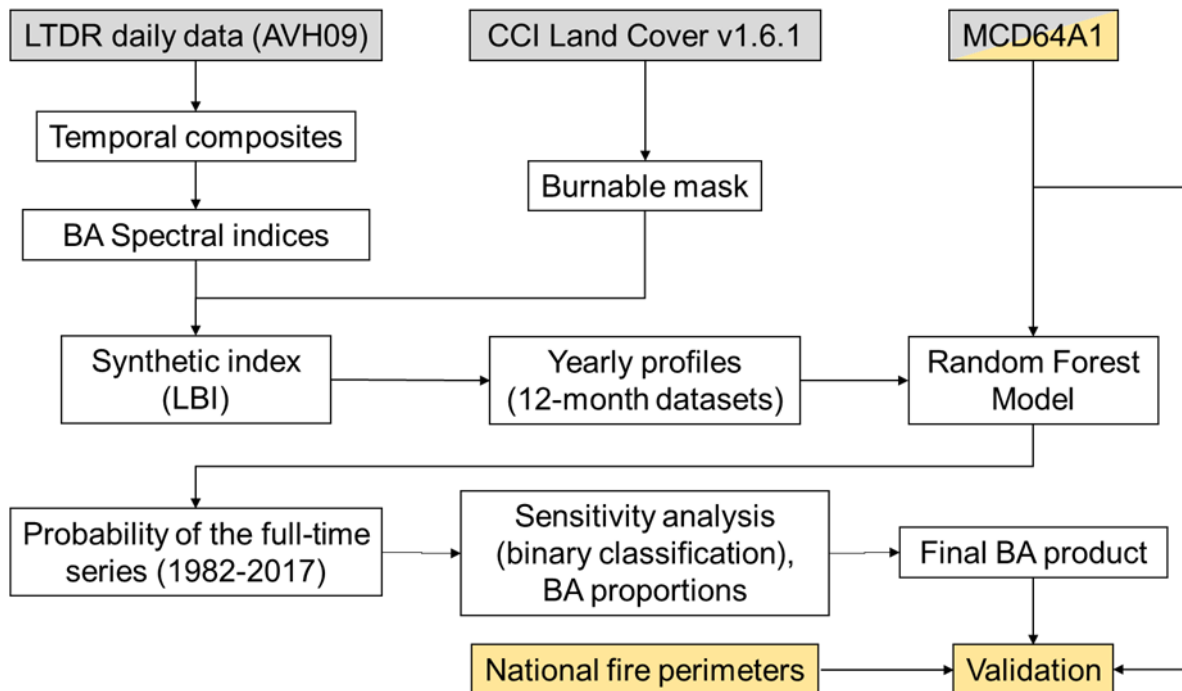 LTDR daily data (AVH09)
CCI Land Cover v1.6.1
MCD64A1
Temporal composites
Burnable mask
BA Spectral indices
Synthetic index
(LBI)
Yearly profiles
(12-month datasets)
Random Forest
Model
Probability of the full-time
series (1982-2017)
Sensitivity analysis
(binary classification),
BA proportions
Final BA product
National fire perimeters
Validation